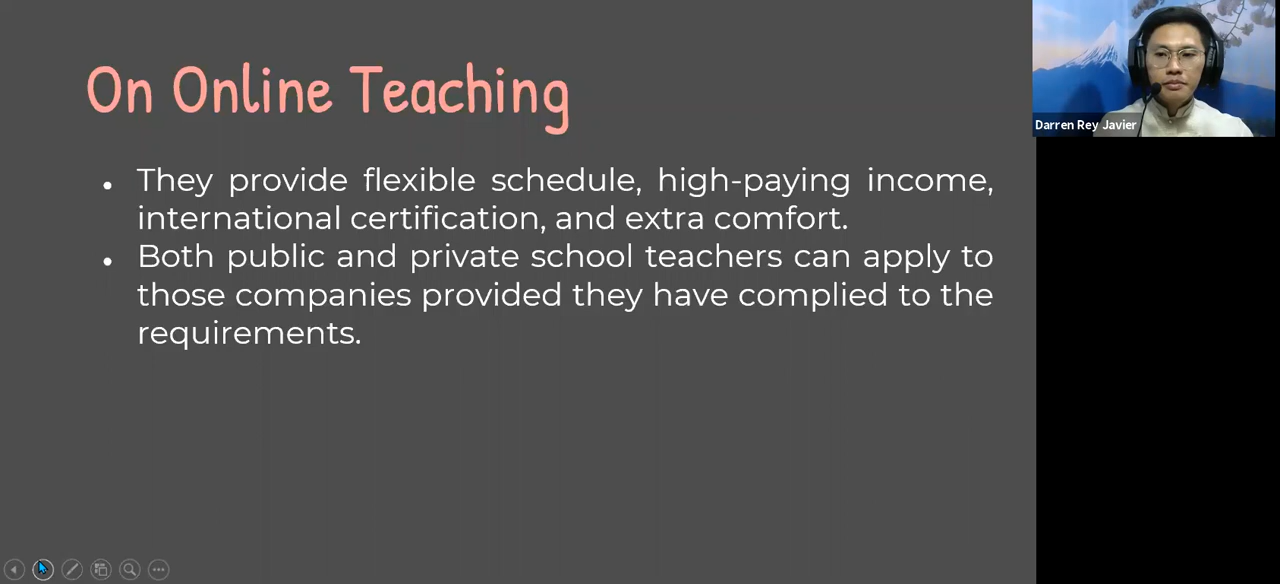 On Online Teaching
• They provide flexible schedule, high-paying income,
international certification, and extra comfort.
• Both public and private school teachers can apply to
those companies provided they have complied to the
requirements.
Darren Rey Javier